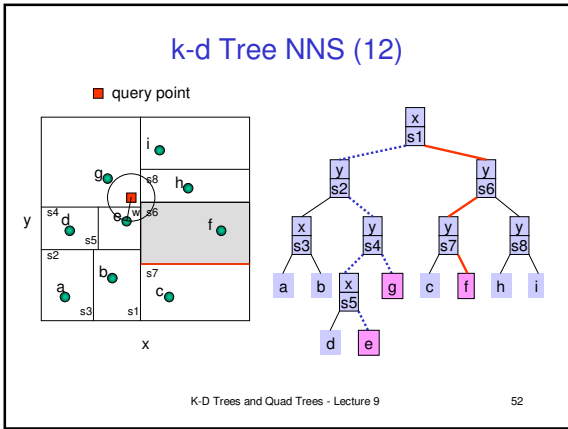 k-d Tree NNS (12)
query point
i
g
s8
h
w
s6
s4
d
e
f
y
s5
s2
s7
b
a
c
s3
s1
x
x
s1
y
s2
y
s6
x
s3
y
s4
y
s7
y
s8
a
b
x
s5
g
c
f
h
i
d
e
K-D Trees and Quad Trees - Lecture 9
52